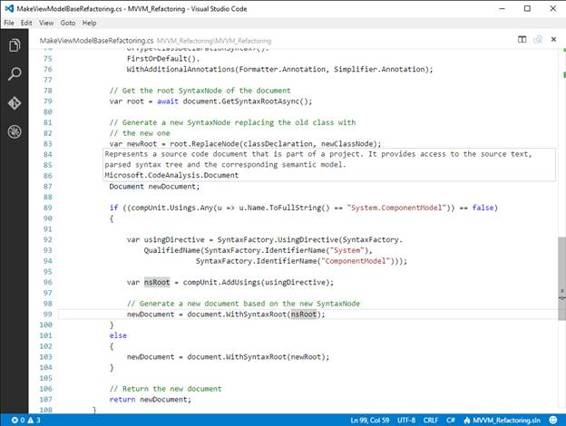 MakeViewModelBaseRefactoring.cs - MVVM_Refactoring - Visual Studio Code
File Edit View Goto Help
MakeViewModelBaseRefactoring.cs MVVM_Refactoring\MVVM_Refactoring
74 OfType<ClassDeclarationSyntax>().
75 FirstOrDefault().
76 WithAdditionalAnnotations(Formatter.Annotation, Simplifier.Annotation);
77
78 // Get the root SyntaxNode of the document
79 var root = await document.GetSyntaxRootAsync();
80
81 // Generate a new SyntaxNode replacing the old class with
82 // the new one
83 var newRoot = root.ReplaceNode(classDeclaration, newClassNode);
84 Represents a source code document that is part of a project. It provides access to the source text,
85 parsed syntax tree and the corresponding semantic model.
86 Microsoft.CodeAnalysis.Document
87 Document newDocument;
88
89 if ((compUnit.Usings.Any(u => u.Name.ToFullString() == "System.ComponentModel")) == false)
90 {
91
92 var usingDirective = SyntaxFactory.UsingDirective(SyntaxFactory.
93 QualifiedName(SyntaxFactory.IdentifierName("System"),
94 SyntaxFactory.IdentifierName("ComponentModel")));
95
96 var nsRoot = compUnit.AddUsings(usingDirective);
97
98 // Generate a new document based on the new SyntaxNode
99 newDocument = document.WithSyntaxRoot(nsRoot);
100 }
101 else
102 {
103 newDocument = document.WithSyntaxRoot(newRoot);
104 }
105
106 // Return the new document
107 return newDocument;
108 }
0 3 Ln 99, Col 59 UTF-8 CRLF C# MVVM_Refactoring.sln